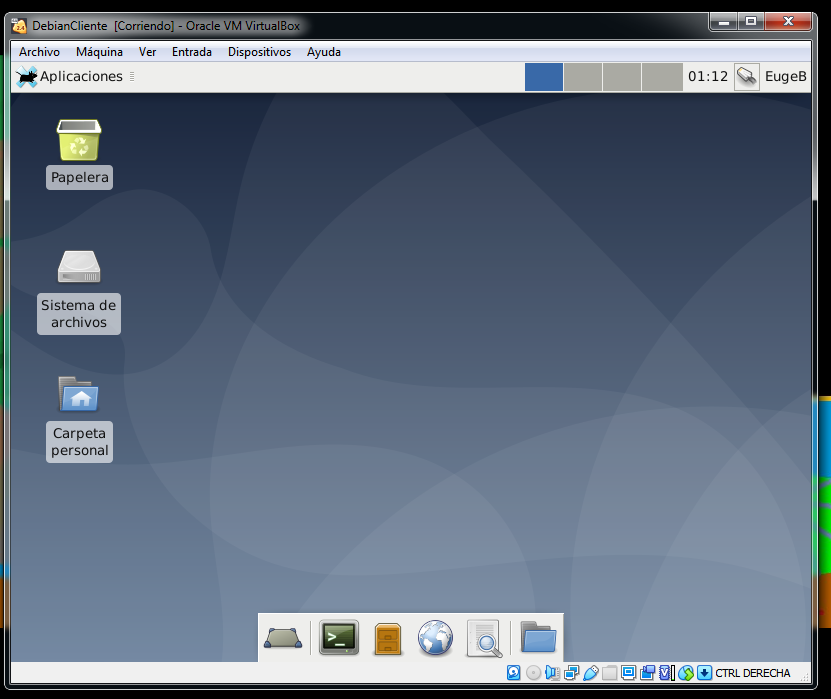 DebianCliente [Corriendo] - Oracle VM VirtualBox
Archivo Máquina Ver Entrada Dispositivos Ayuda
Aplicaciones 01:12 EugeB
Papelera
Sistema de
archivos
Carpeta
personal
CTRL DERECHA